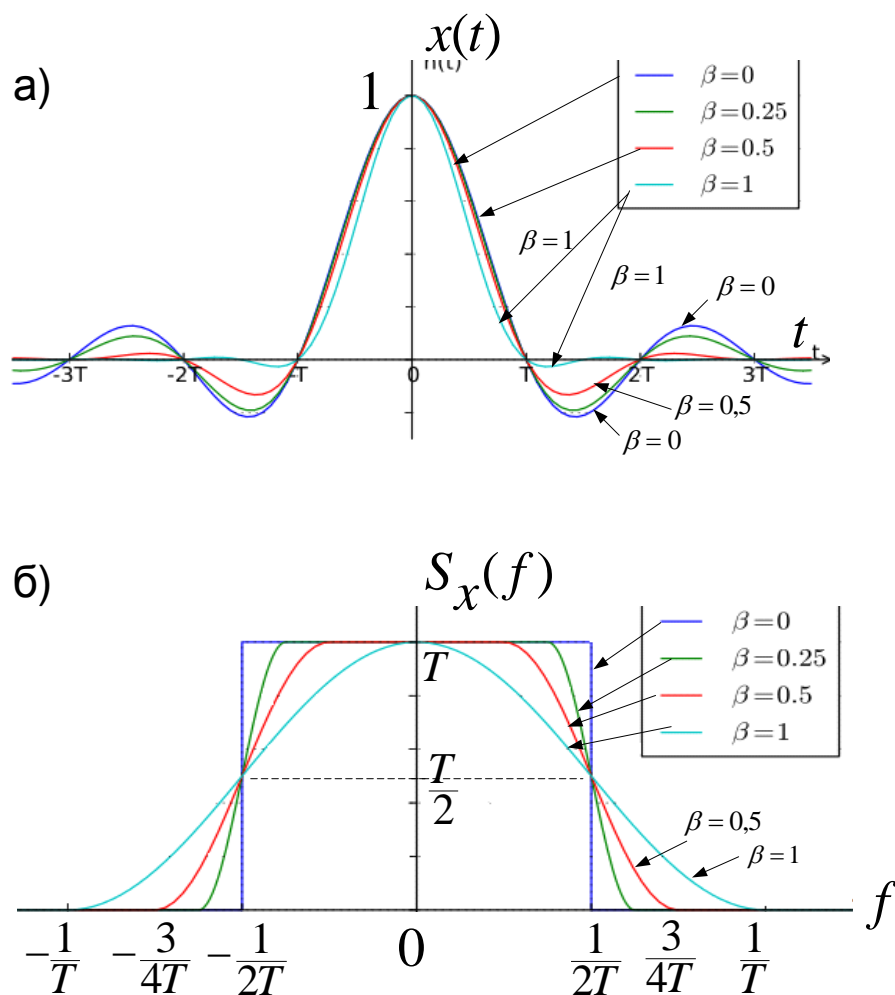 x(t)
h(t)
а)
1
β=0
β=0.25
β=0.5
β=1
β=1
β=1
β=0
t
t
-3T -2T -T 0 T 2T 3T
β=0,5
β=0
б)
Sₓ(f)
β=0
β=0.25
β=0.5
β=1
T
T/2
β=0,5
β=1
f
-1/T -3/4T -1/2T 0 1/2T 3/4T 1/T